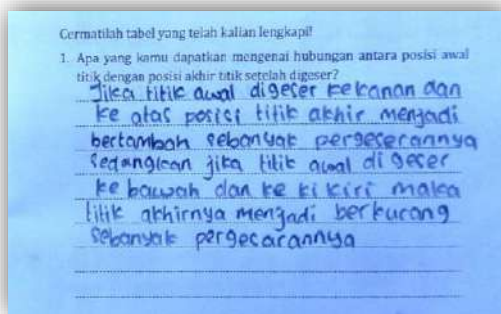 Cermatilah tabel yang telah kalian lengkapi!
1. Apa yang kamu dapatkan mengenai hubungan antara posisi awal
titik dengan posisi akhir titik setelah digeser?
Jika titik awal digeser kekanan dan
ke atas posisi titik akhir menjadi
bertambah sebanyak pergeserannya
sedangkan jika titik awal di geser
ke bawah dan ke ki kiri maka
titik akhirnya menjadi berkurang
sebanyak pergesarannya